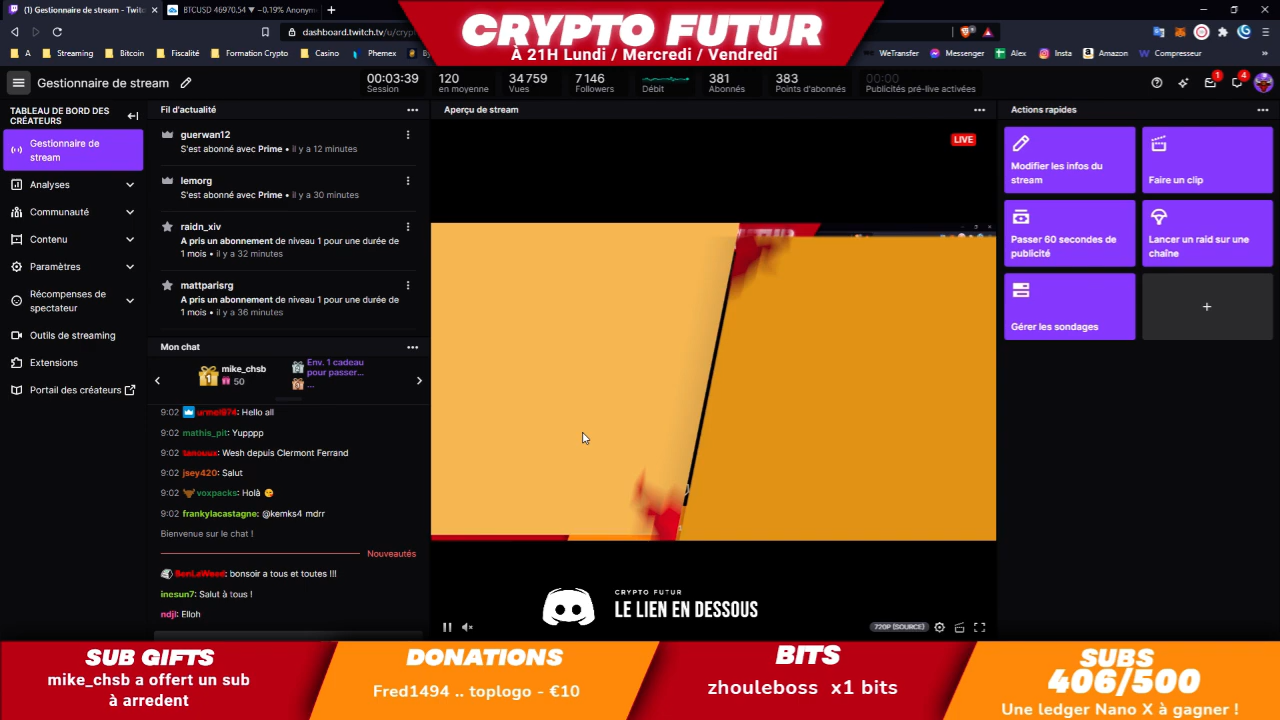 (1) Gestionnaire de stream - Twit
BTCUSD 46970.54 ▼ −0.19% Anonym
dashboard.twitch.tv/u/cryp
CRYPTO FUTUR
À 21H Lundi / Mercredi / Vendredi
A
Streaming
Bitcoin
Fiscalité
Formation Crypto
Casino
Phemex
WeTransfer
Messenger
Alex
Insta
Amazon
Compresseur
Gestionnaire de stream
00:03:39
Session
120
en moyenne
34 759
Vues
7 146
Followers
Débit
381
Abonnés
383
Points d'abonnés
00:00
Publicités pré-live activées
1
4
TABLEAU DE BORD DES
CRÉATEURS
Gestionnaire de
stream
Analyses
Communauté
Contenu
Paramètres
Récompenses de
spectateur
Outils de streaming
Extensions
Portail des créateurs
Fil d'actualité
guerwan12
S'est abonné avec Prime • il y a 12 minutes
lemorg
S'est abonné avec Prime • il y a 30 minutes
raidn_xiv
A pris un abonnement de niveau 1 pour une durée de
1 mois • il y a 32 minutes
mattparisrg
A pris un abonnement de niveau 1 pour une durée de
1 mois • il y a 36 minutes
Mon chat
1
mike_chsb
50
Env. 1 cadeau
pour passer...
...
9:02 : Hello all
9:02 mathis_pit: Yupppp
9:02 : Wesh depuis Clermont Ferrand
9:02 jsey420: Salut
9:02 voxpacks: Holà 😘
9:02 frankylacastagne: @kemks4 mdrr
Bienvenue sur le chat !
Nouveautés
BenLaWeed: bonsoir a tous et toutes !!!
inesun7: Salut à tous !
ndjl: Elloh
Aperçu de stream
LIVE
CRYPTO FUTUR
LE LIEN EN DESSOUS
720P (SOURCE)
Actions rapides
Modifier les infos du
stream
Faire un clip
Passer 60 secondes de
publicité
Lancer un raid sur une
chaîne
Gérer les sondages
SUB GIFTS
mike_chsb a offert un sub
à arredent
DONATIONS
Fred1494 .. toplogo - €10
BITS
zhouleboss x1 bits
SUBS
406/500
Une ledger Nano X à gagner !